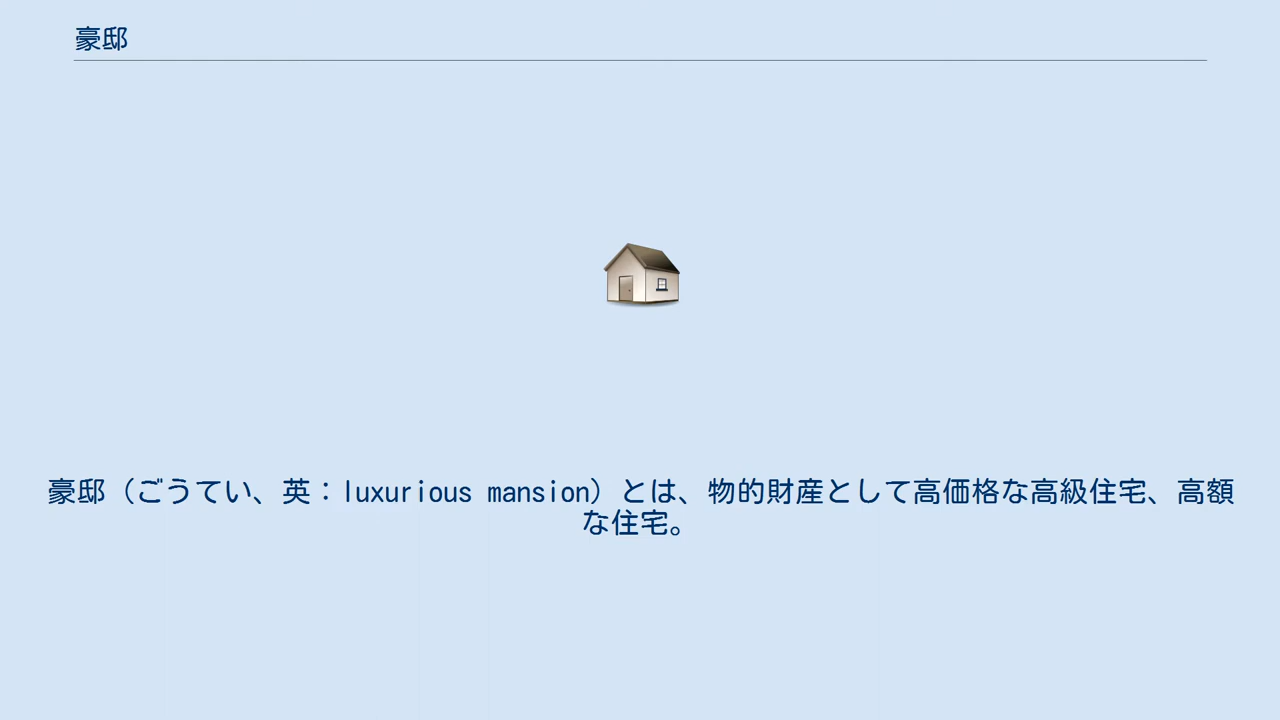 豪邸
豪邸（ごうてい、英：luxurious mansion）とは、物的財産として高価格な高級住宅、高額
な住宅。